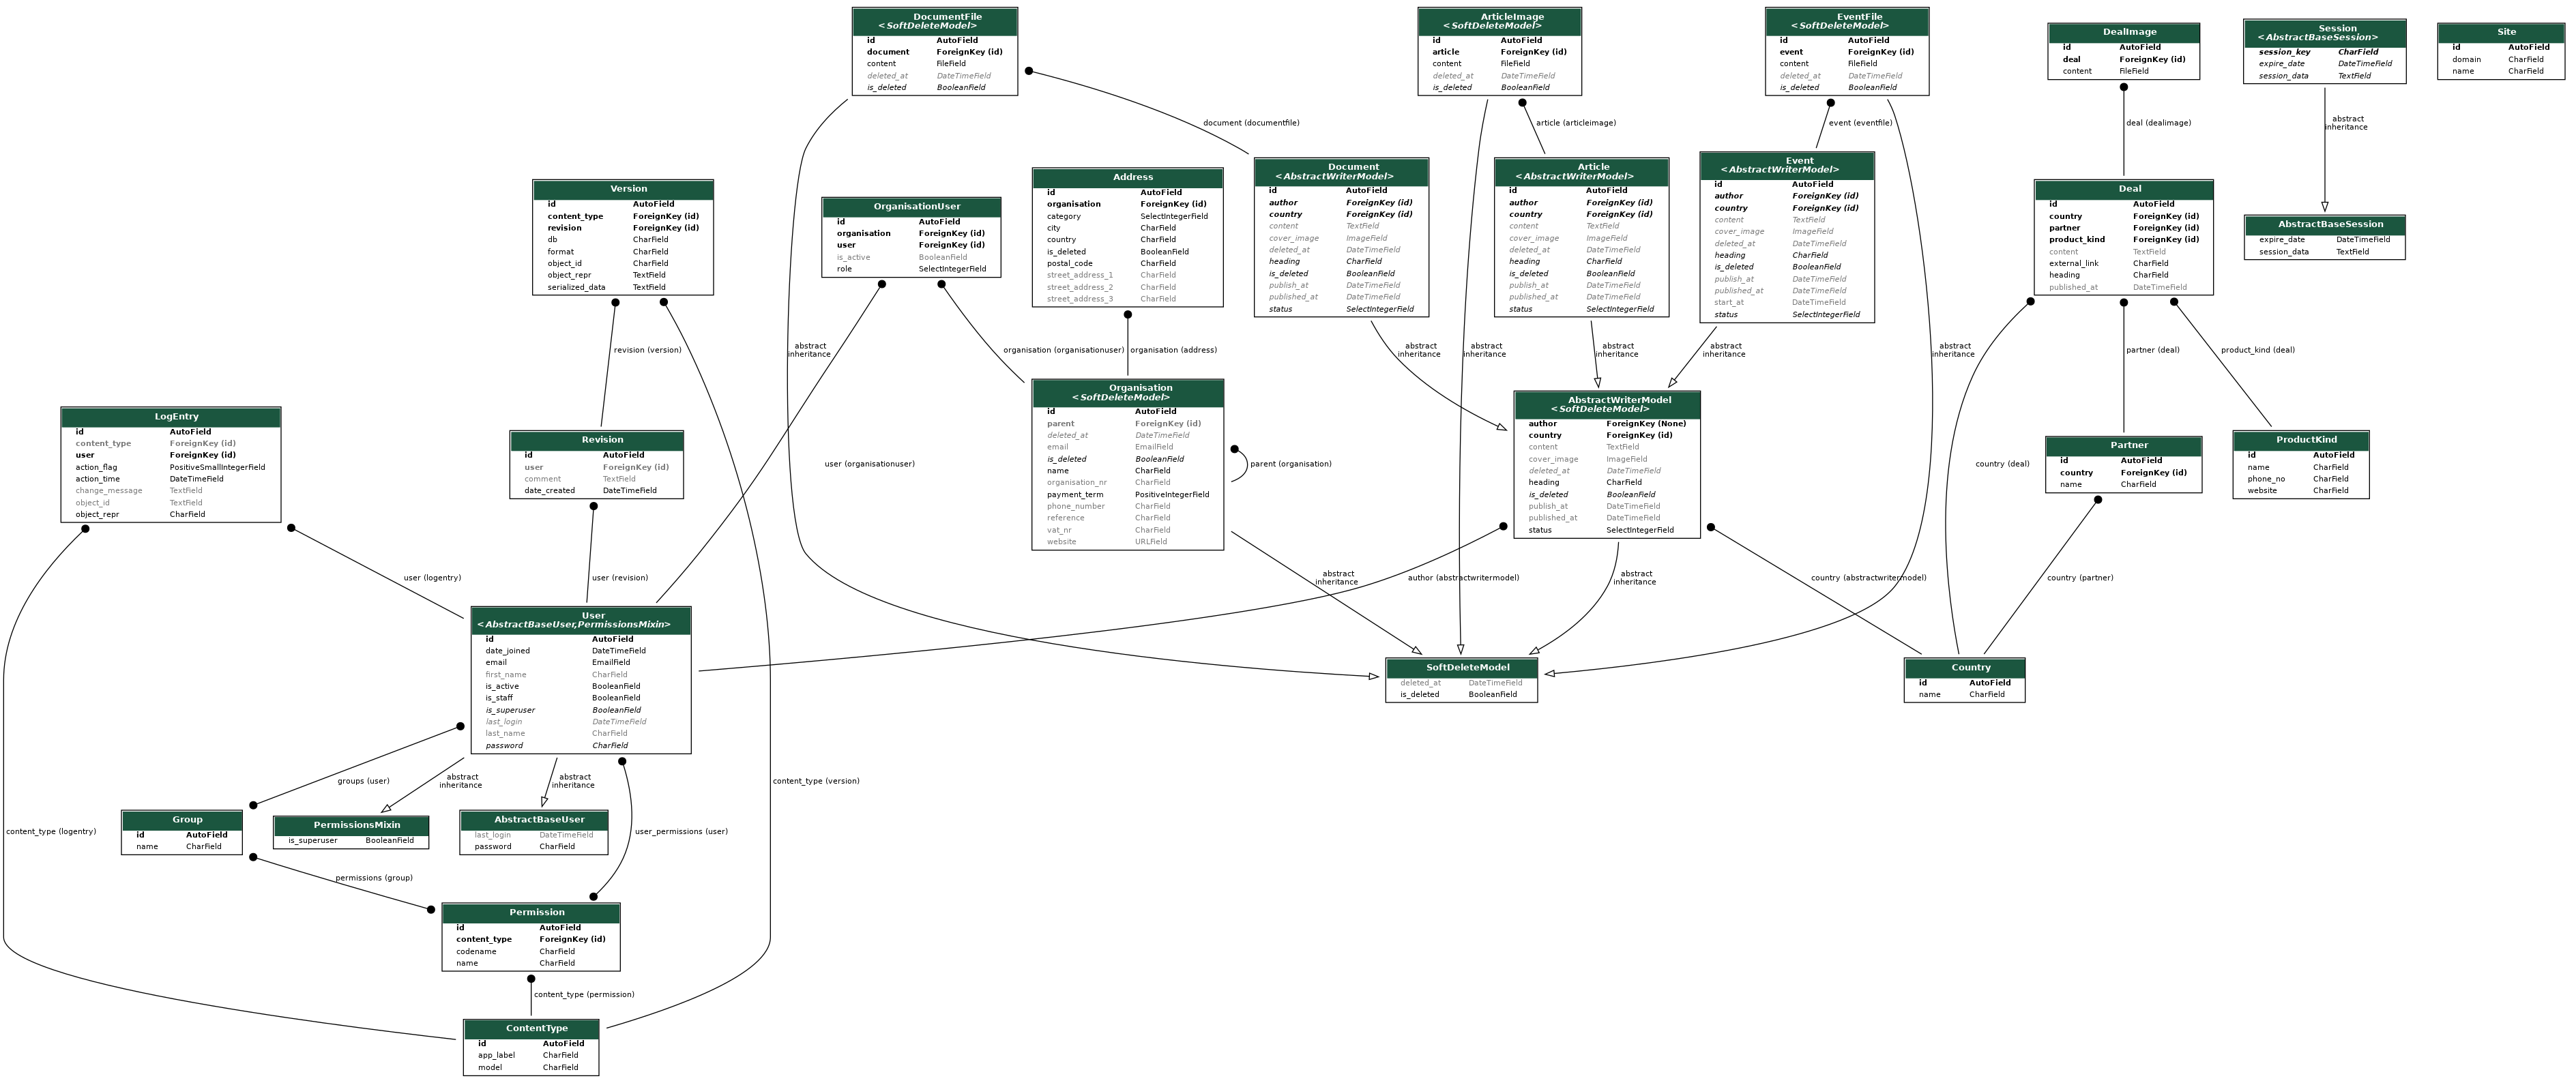 DocumentFile
<SoftDeleteModel>
id AutoField
document ForeignKey (id)
content FileField
deleted_at DateTimeField
is_deleted BooleanField
ArticleImage
<SoftDeleteModel>
id AutoField
article ForeignKey (id)
content FileField
deleted_at DateTimeField
is_deleted BooleanField
EventFile
<SoftDeleteModel>
id AutoField
event ForeignKey (id)
content FileField
deleted_at DateTimeField
is_deleted BooleanField
DealImage
id AutoField
deal ForeignKey (id)
content FileField
Session
<AbstractBaseSession>
session_key CharField
expire_date DateTimeField
session_data TextField
Site
id AutoField
domain CharField
name CharField
document (documentfile)
article (articleimage)
event (eventfile)
deal (dealimage)
abstract
inheritance
Version
id AutoField
content_type ForeignKey (id)
revision ForeignKey (id)
db CharField
format CharField
object_id CharField
object_repr TextField
serialized_data TextField
OrganisationUser
id AutoField
organisation ForeignKey (id)
user ForeignKey (id)
is_active BooleanField
role SelectIntegerField
Address
id AutoField
organisation ForeignKey (id)
category SelectIntegerField
city CharField
country CharField
is_deleted BooleanField
postal_code CharField
street_address_1 CharField
street_address_2 CharField
street_address_3 CharField
Document
<AbstractWriterModel>
id AutoField
author ForeignKey (id)
country ForeignKey (id)
content TextField
cover_image ImageField
deleted_at DateTimeField
heading CharField
is_deleted BooleanField
publish_at DateTimeField
published_at DateTimeField
status SelectIntegerField
Article
<AbstractWriterModel>
id AutoField
author ForeignKey (id)
country ForeignKey (id)
content TextField
cover_image ImageField
deleted_at DateTimeField
heading CharField
is_deleted BooleanField
publish_at DateTimeField
published_at DateTimeField
status SelectIntegerField
Event
<AbstractWriterModel>
id AutoField
author ForeignKey (id)
country ForeignKey (id)
content TextField
cover_image ImageField
deleted_at DateTimeField
heading CharField
is_deleted BooleanField
publish_at DateTimeField
published_at DateTimeField
start_at DateTimeField
status SelectIntegerField
Deal
id AutoField
country ForeignKey (id)
partner ForeignKey (id)
product_kind ForeignKey (id)
content TextField
external_link CharField
heading CharField
published_at DateTimeField
AbstractBaseSession
expire_date DateTimeField
session_data TextField
revision (version)
abstract
inheritance
organisation (organisationuser)
organisation (address)
abstract
inheritance
abstract
inheritance
abstract
inheritance
abstract
inheritance
abstract
inheritance
partner (deal)
product_kind (deal)
LogEntry
id AutoField
content_type ForeignKey (id)
user ForeignKey (id)
action_flag PositiveSmallIntegerField
action_time DateTimeField
change_message TextField
object_id TextField
object_repr CharField
Revision
id AutoField
user ForeignKey (id)
comment TextField
date_created DateTimeField
user (organisationuser)
Organisation
<SoftDeleteModel>
id AutoField
parent ForeignKey (id)
deleted_at DateTimeField
email EmailField
is_deleted BooleanField
name CharField
organisation_nr CharField
payment_term PositiveIntegerField
phone_number CharField
reference CharField
vat_nr CharField
website URLField
parent (organisation)
AbstractWriterModel
<SoftDeleteModel>
author ForeignKey (None)
country ForeignKey (id)
content TextField
cover_image ImageField
deleted_at DateTimeField
heading CharField
is_deleted BooleanField
publish_at DateTimeField
published_at DateTimeField
status SelectIntegerField
country (deal)
Partner
id AutoField
country ForeignKey (id)
name CharField
ProductKind
id AutoField
name CharField
phone_no CharField
website CharField
user (logentry)
user (revision)
abstract
inheritance
author (abstractwritermodel)
abstract
inheritance
country (abstractwritermodel)
country (partner)
User
<AbstractBaseUser,PermissionsMixin>
id AutoField
date_joined DateTimeField
email EmailField
first_name CharField
is_active BooleanField
is_staff BooleanField
is_superuser BooleanField
last_login DateTimeField
last_name CharField
password CharField
SoftDeleteModel
deleted_at DateTimeField
is_deleted BooleanField
Country
id AutoField
name CharField
groups (user)
abstract
inheritance
abstract
inheritance
content_type (version)
content_type (logentry)
Group
id AutoField
name CharField
PermissionsMixin
is_superuser BooleanField
AbstractBaseUser
last_login DateTimeField
password CharField
user_permissions (user)
permissions (group)
Permission
id AutoField
content_type ForeignKey (id)
codename CharField
name CharField
content_type (permission)
ContentType
id AutoField
app_label CharField
model CharField